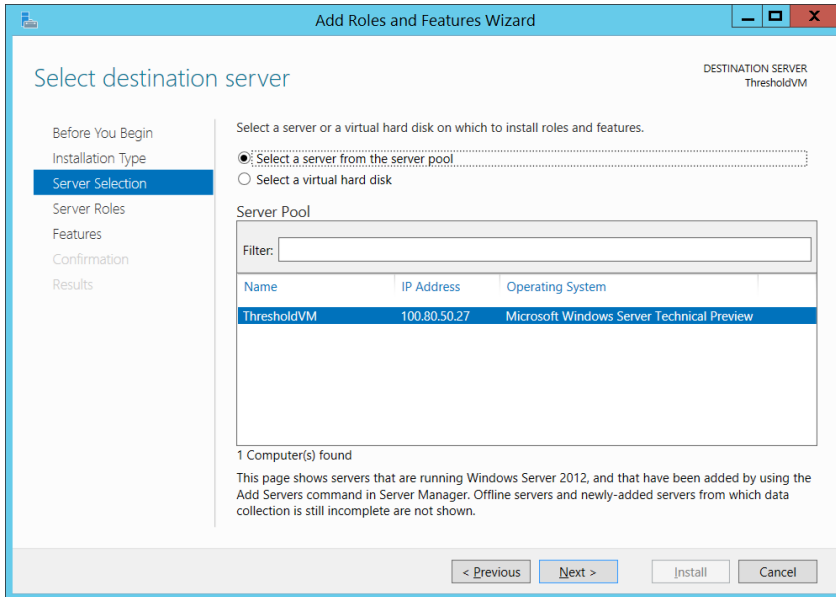 Add Roles and Features Wizard
Select destination server
DESTINATION SERVER
ThresholdVM
Before You Begin
Installation Type
Server Selection
Server Roles
Features
Confirmation
Results
Select a server or a virtual hard disk on which to install roles and features.
Select a server from the server pool
Select a virtual hard disk
Server Pool
Filter:
Name IP Address Operating System
ThresholdVM 100.80.50.27 Microsoft Windows Server Technical Preview
1 Computer(s) found
This page shows servers that are running Windows Server 2012, and that have been added by using the
Add Servers command in Server Manager. Offline servers and newly-added servers from which data
collection is still incomplete are not shown.
< Previous Next > Install Cancel